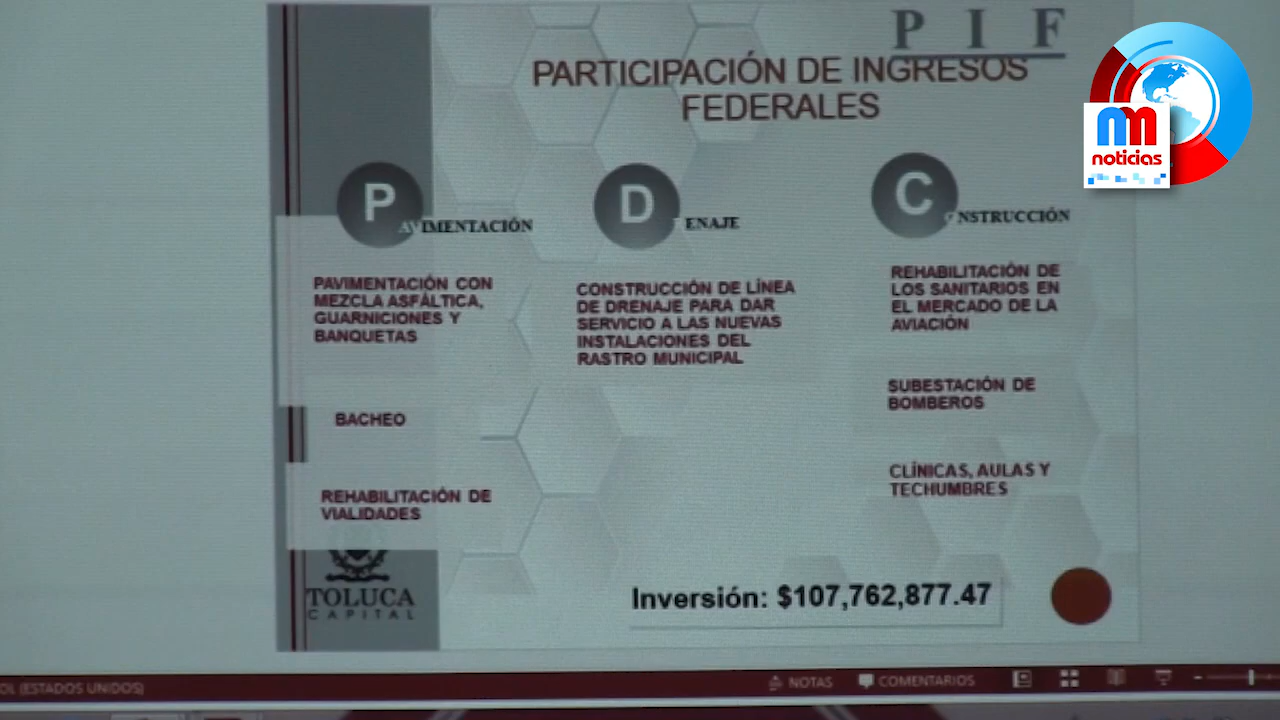 P I F
PARTICIPACIÓN DE INGRESOS
FEDERALES
noticias
P
AVIMENTACIÓN
D
ENAJE
C
ONSTRUCCIÓN
PAVIMENTACIÓN CON
MEZCLA ASFÁLTICA,
GUARNICIONES Y
BANQUETAS
BACHEO
REHABILITACIÓN DE
VIALIDADES
CONSTRUCCIÓN DE LÍNEA
DE DRENAJE PARA DAR
SERVICIO A LAS NUEVAS
INSTALACIONES DEL
RASTRO MUNICIPAL
REHABILITACIÓN DE
LOS SANITARIOS EN
EL MERCADO DE LA
AVIACIÓN
SUBESTACIÓN DE
BOMBEROS
CLÍNICAS, AULAS Y
TECHUMBRES
TOLUCA
CAPITAL
Inversión: $107,762,877.47
OL (ESTADOS UNIDOS)
NOTAS
COMENTARIOS